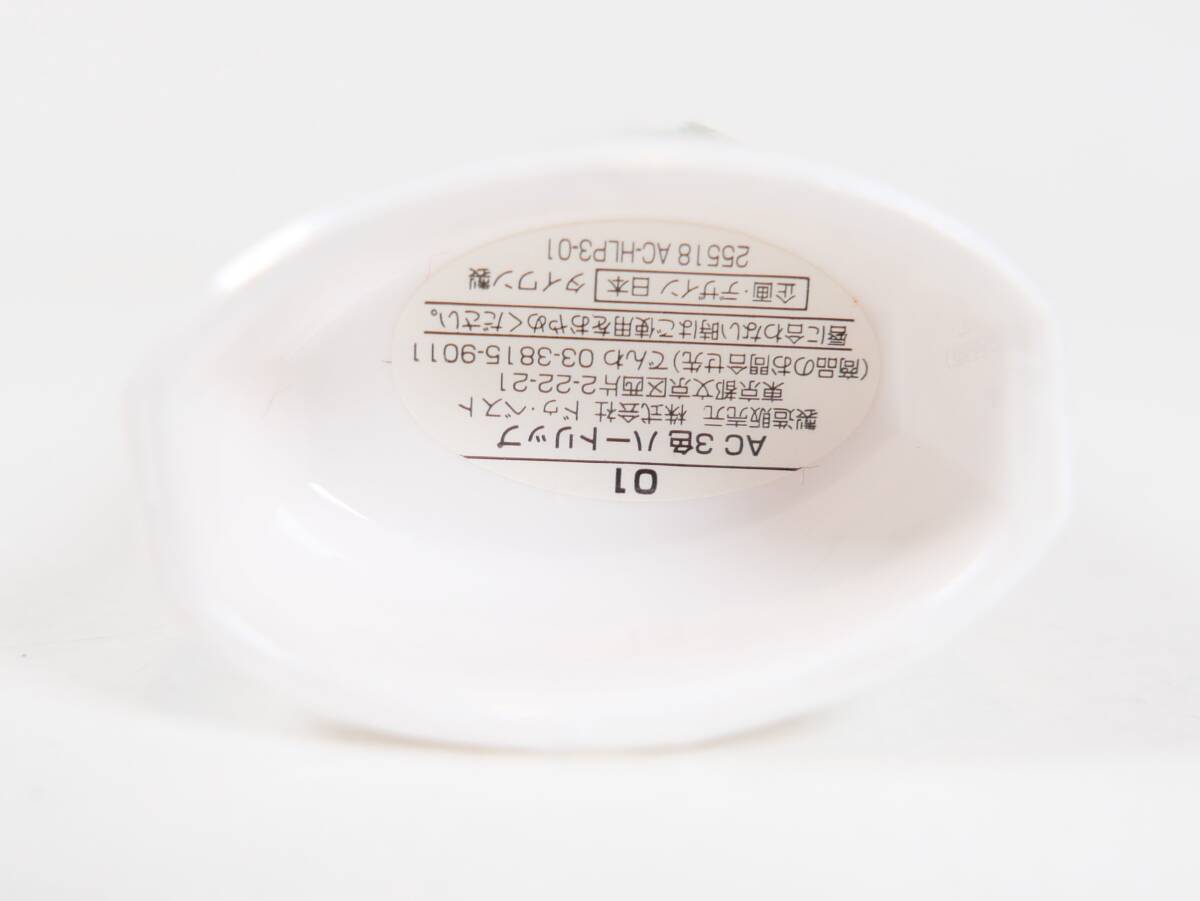 01
AC 3色 ハートリップ
製造販売元 株式会社 ドゥ・ベスト
東京都文京区西片2-22-21
(商品のお問合せ先)でんわ 03-3815-9011
唇に合わない時はご使用をおやめください。
企画・デザイン 日本 タイワン製
25518 AC-HLP3-01